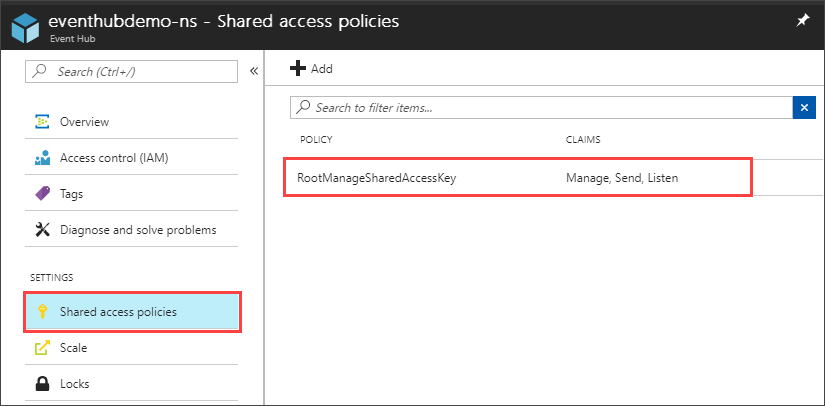 eventhubdemo-ns - Shared access policies
Event Hub
Search (Ctrl+/)
Overview
Access control (IAM)
Tags
Diagnose and solve problems
SETTINGS
Shared access policies
Scale
Locks
Add
Search to filter items...
POLICY CLAIMS
RootManageSharedAccessKey Manage, Send, Listen